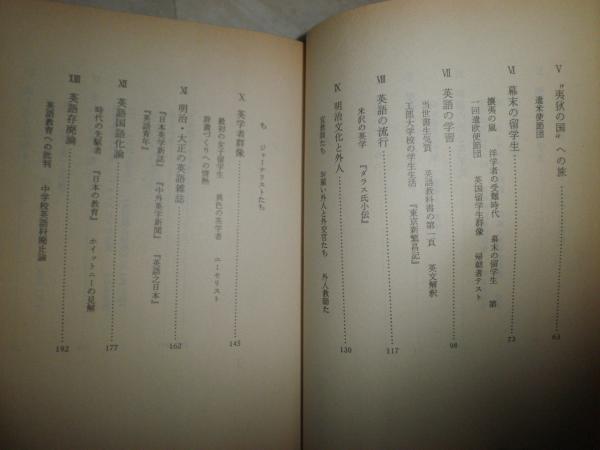 V “夷狄の国”への旅……63
遣米使節団
VI 幕末の留学生……73
攘夷の嵐 洋学者の受難時代 幕末の留学生 第
一回遣欧使節団 英国留学生群像 帰朝者テスト
VII 英語の学習……98
当世書生気質 英語教科書の第一頁 英文解釈
工部大学校の学生生活 『東京新繁昌記』
VIII 英語の流行……117
米沢の英学 『ダラス氏小伝』
IX 明治文化と外人……130
宣教師たち お雇い外人と外交官たち 外人教師た
ち ジャーナリストたち
X 英学者群像……145
最初の女子留学生 異色の英学者 ユーモリスト
辞書づくりへの情熱
XI 明治・大正の英語雑誌……162
『日本英学新誌』 『中外英字新聞』 『英語之日本』
『英語青年』
XII 英語国語化論……177
時代の先駆者 『日本の教育』 ホイットニーの見解
XIII 英語存廃論……192
英語教育への批判 中学校英語科廃止論